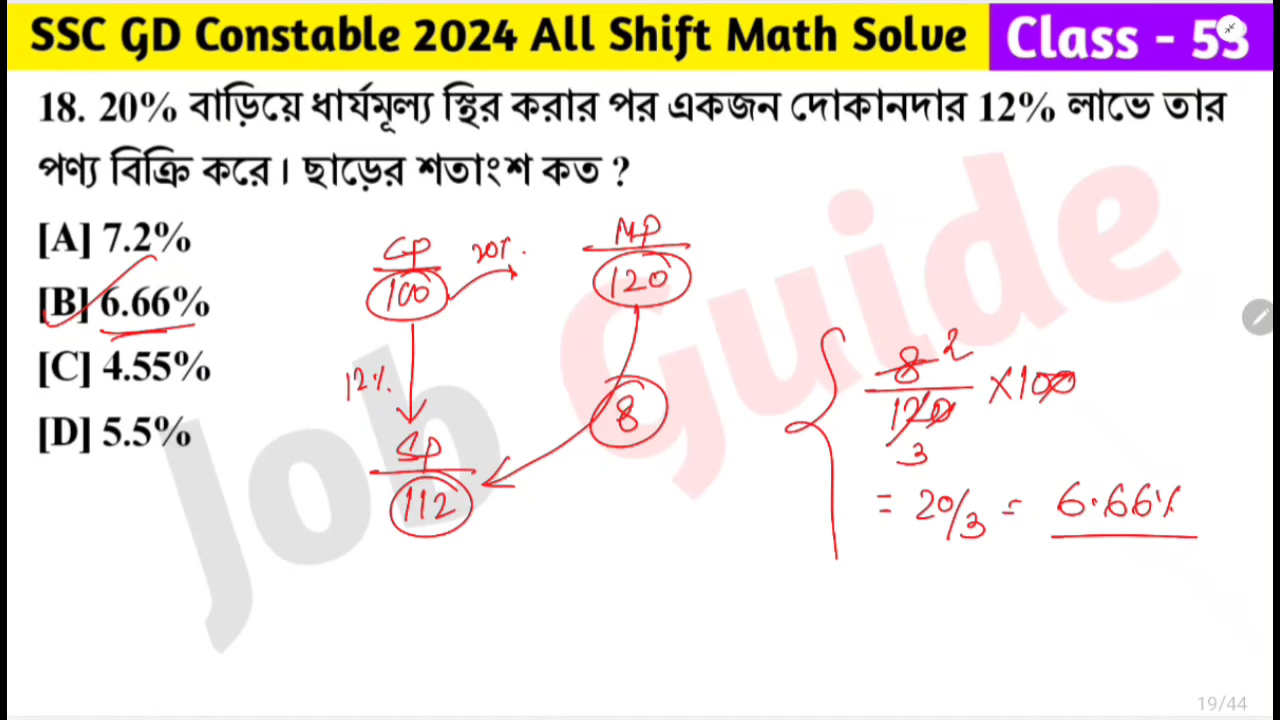 SSC GD Constable 2024 All Shift Math Solve
Class - 53
18. 20% বাড়িয়ে ধার্যমূল্য স্থির করার পর একজন দোকানদার 12% লাভে তার
পণ্য বিক্রি করে। ছাড়ের শতাংশ কত ?
[A] 7.2%
[B] 6.66%
[C] 4.55%
[D] 5.5%
CP
20%.
MP
100
120
12%.
8
SP
112
8 2
120 × 100
3
= 20/3 = 6.66%
Job Guide
19/44